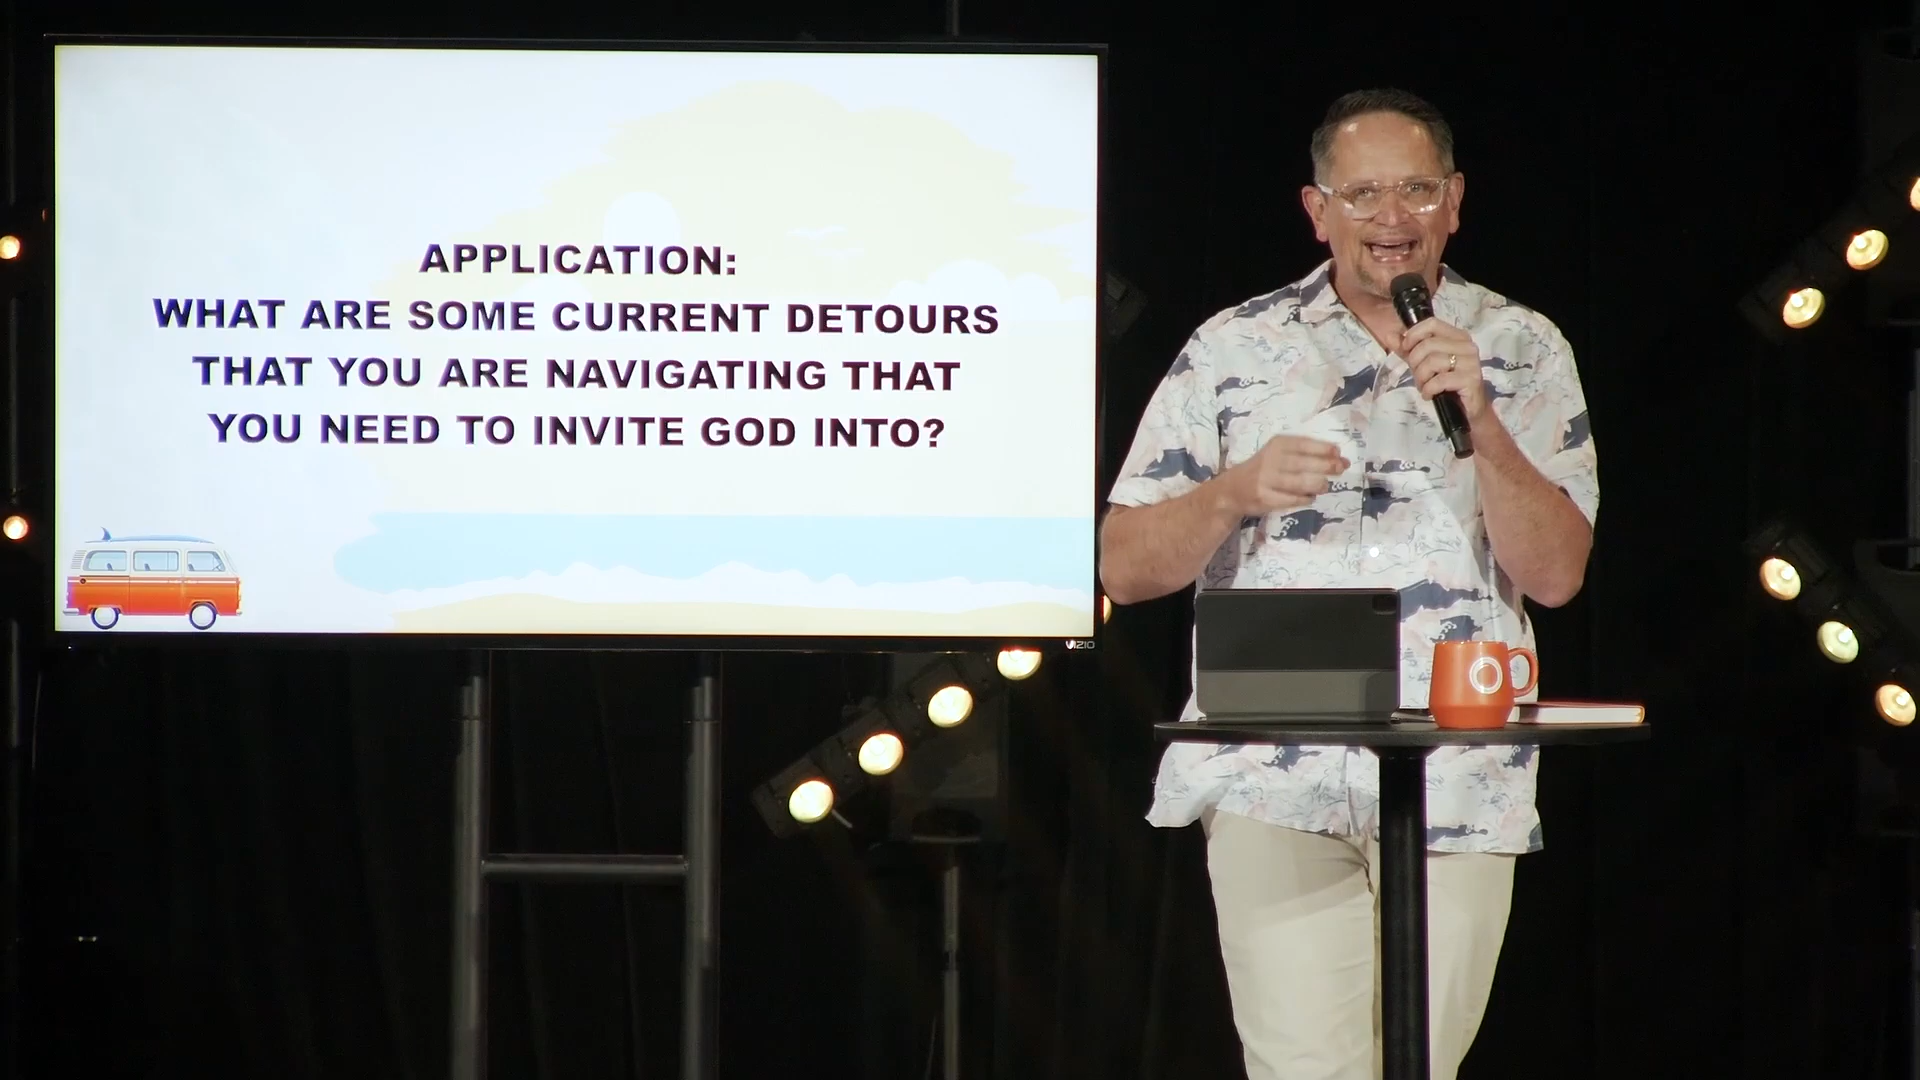 APPLICATION:
WHAT ARE SOME CURRENT DETOURS
THAT YOU ARE NAVIGATING THAT
YOU NEED TO INVITE GOD INTO?
VIZIO